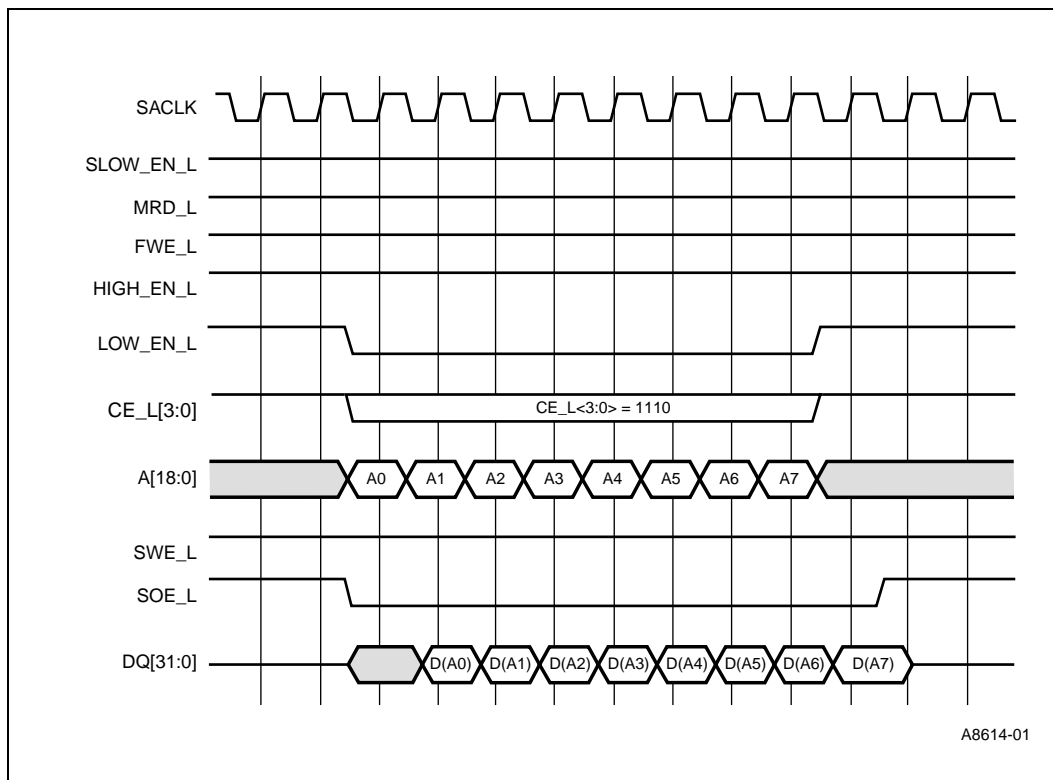 SACLK
SLOW_EN_L
MRD_L
FWE_L
HIGH_EN_L
LOW_EN_L
CE_L[3:0] CE_L<3:0> = 1110
A[18:0] A0 A1 A2 A3 A4 A5 A6 A7
SWE_L
SOE_L
DQ[31:0] D(A0) D(A1) D(A2) D(A3) D(A4) D(A5) D(A6) D(A7)
A8614-01